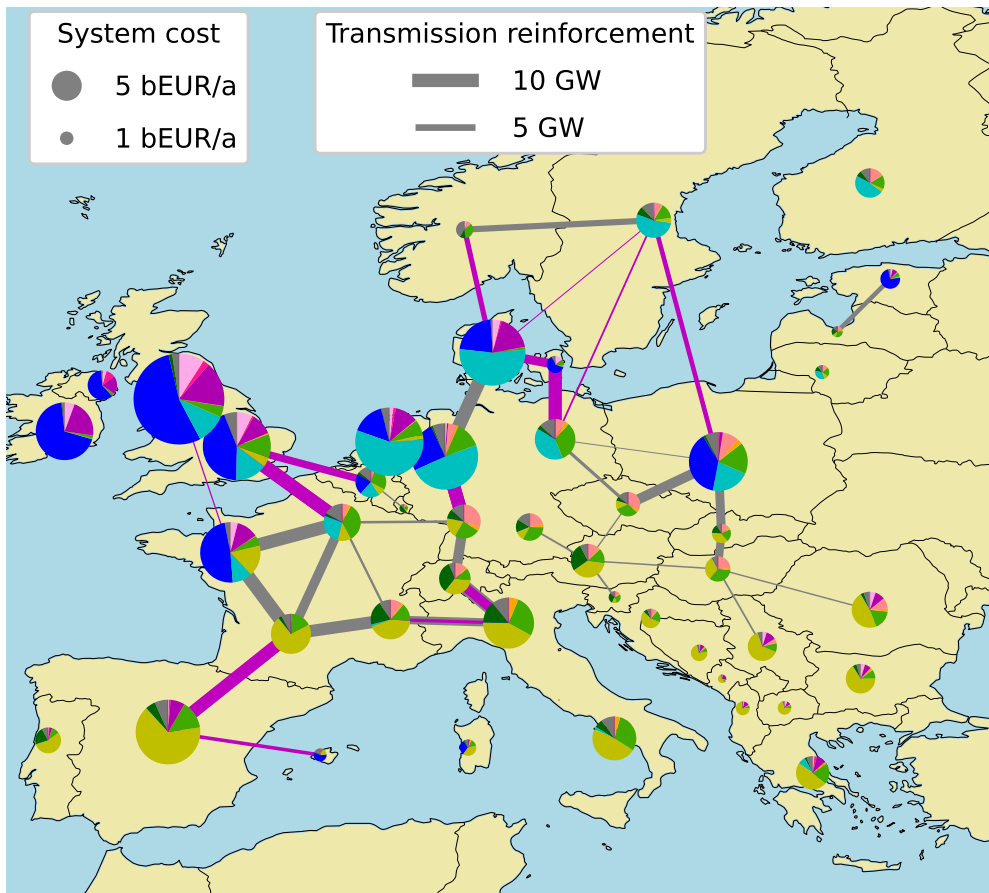 System cost
5 bEUR/a
1 bEUR/a
Transmission reinforcement
10 GW
5 GW